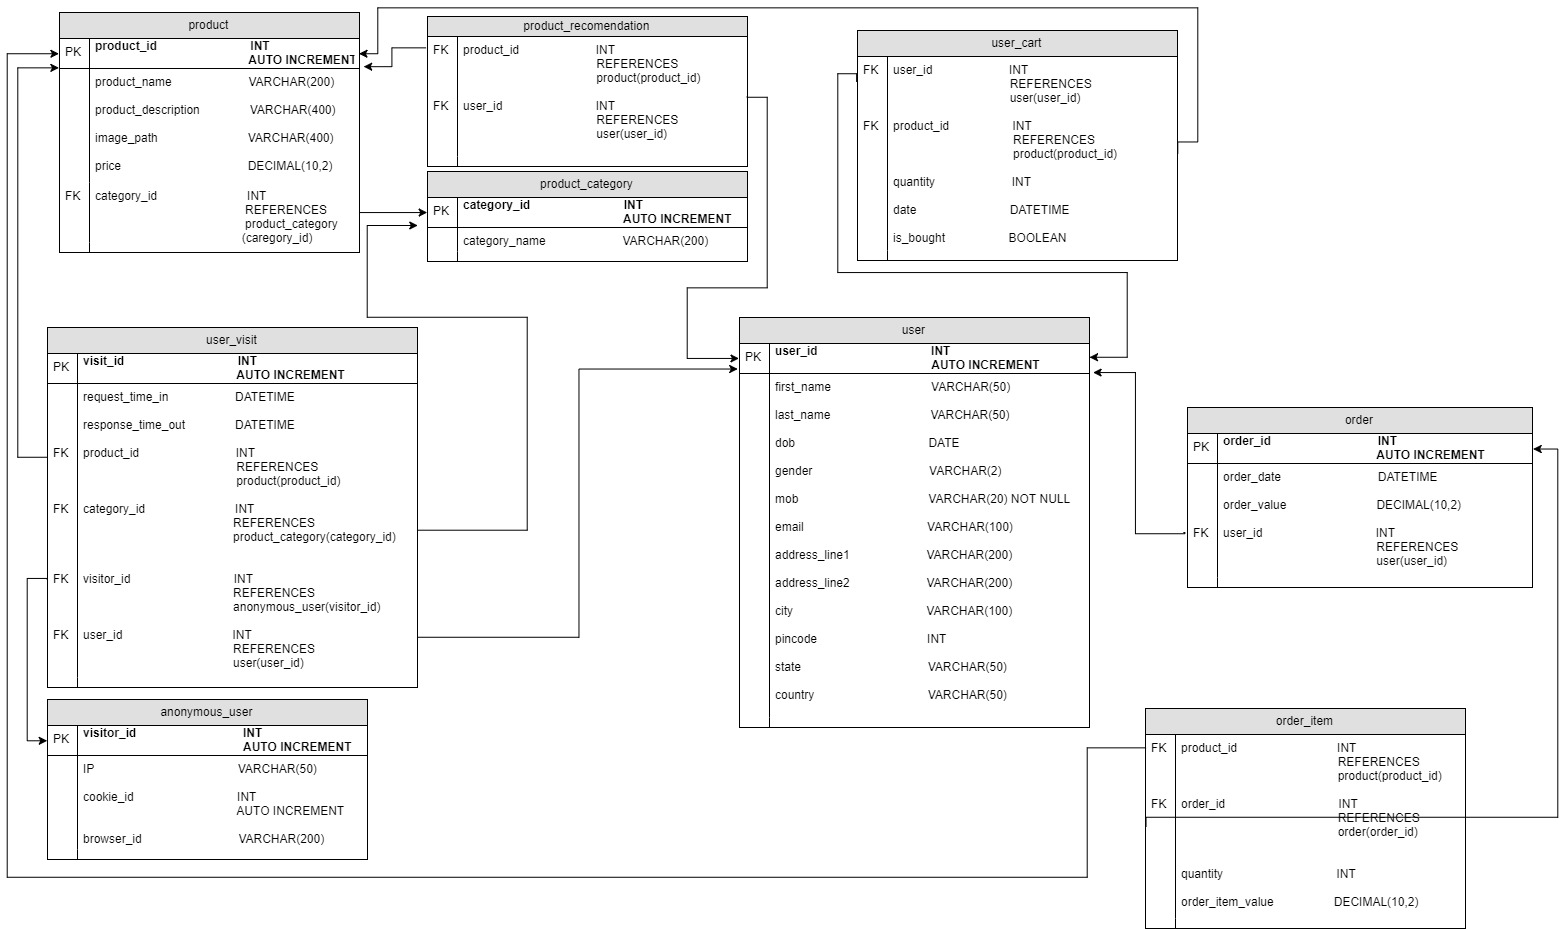 product
PK product_id INT
AUTO INCREMENT
product_name VARCHAR(200)
product_description VARCHAR(400)
image_path VARCHAR(400)
price DECIMAL(10,2)
FK category_id INT
REFERENCES
product_category
(caregory_id)
product_recomendation
FK product_id INT
REFERENCES
product(product_id)
FK user_id INT
REFERENCES
user(user_id)
product_category
PK category_id INT
AUTO INCREMENT
category_name VARCHAR(200)
user_cart
FK user_id INT
REFERENCES
user(user_id)
FK product_id INT
REFERENCES
product(product_id)
quantity INT
date DATETIME
is_bought BOOLEAN
user_visit
PK visit_id INT
AUTO INCREMENT
request_time_in DATETIME
response_time_out DATETIME
FK product_id INT
REFERENCES
product(product_id)
FK category_id INT
REFERENCES
product_category(category_id)
FK visitor_id INT
REFERENCES
anonymous_user(visitor_id)
FK user_id INT
REFERENCES
user(user_id)
user
PK user_id INT
AUTO INCREMENT
first_name VARCHAR(50)
last_name VARCHAR(50)
dob DATE
gender VARCHAR(2)
mob VARCHAR(20) NOT NULL
email VARCHAR(100)
address_line1 VARCHAR(200)
address_line2 VARCHAR(200)
city VARCHAR(100)
pincode INT
state VARCHAR(50)
country VARCHAR(50)
order
PK order_id INT
AUTO INCREMENT
order_date DATETIME
order_value DECIMAL(10,2)
FK user_id INT
REFERENCES
user(user_id)
anonymous_user
PK visitor_id INT
AUTO INCREMENT
IP VARCHAR(50)
cookie_id INT
AUTO INCREMENT
browser_id VARCHAR(200)
order_item
FK product_id INT
REFERENCES
product(product_id)
FK order_id INT
REFERENCES
order(order_id)
quantity INT
order_item_value DECIMAL(10,2)